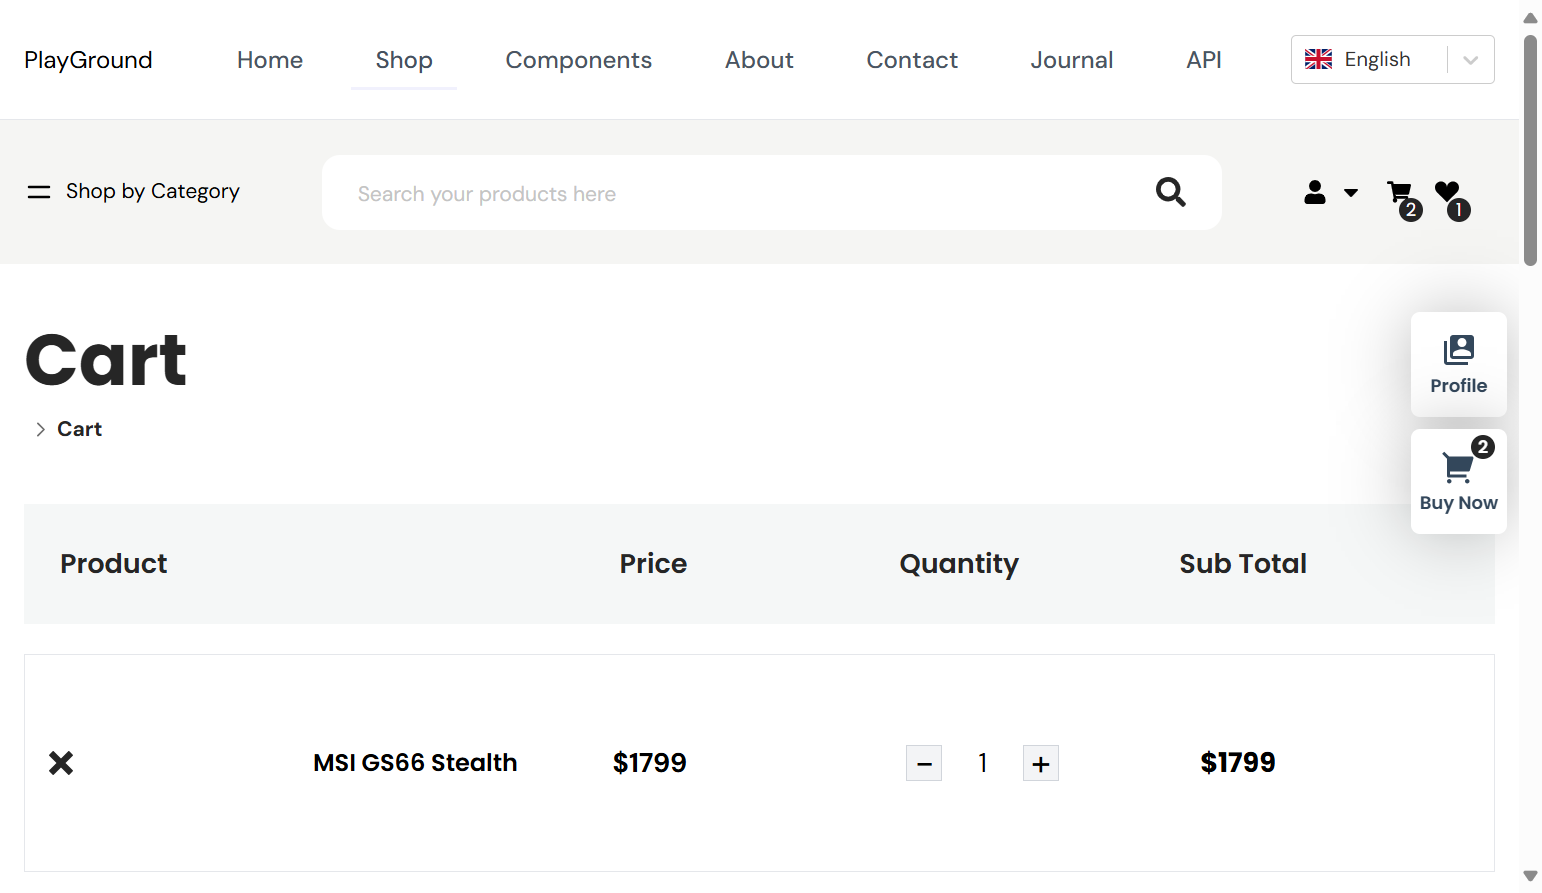 PlayGround Home Shop Components About Contact Journal API English
Shop by Category Search your products here 2 1
Cart
Cart
Profile
2
Buy Now
Product Price Quantity Sub Total
MSI GS66 Stealth $1799 − 1 + $1799